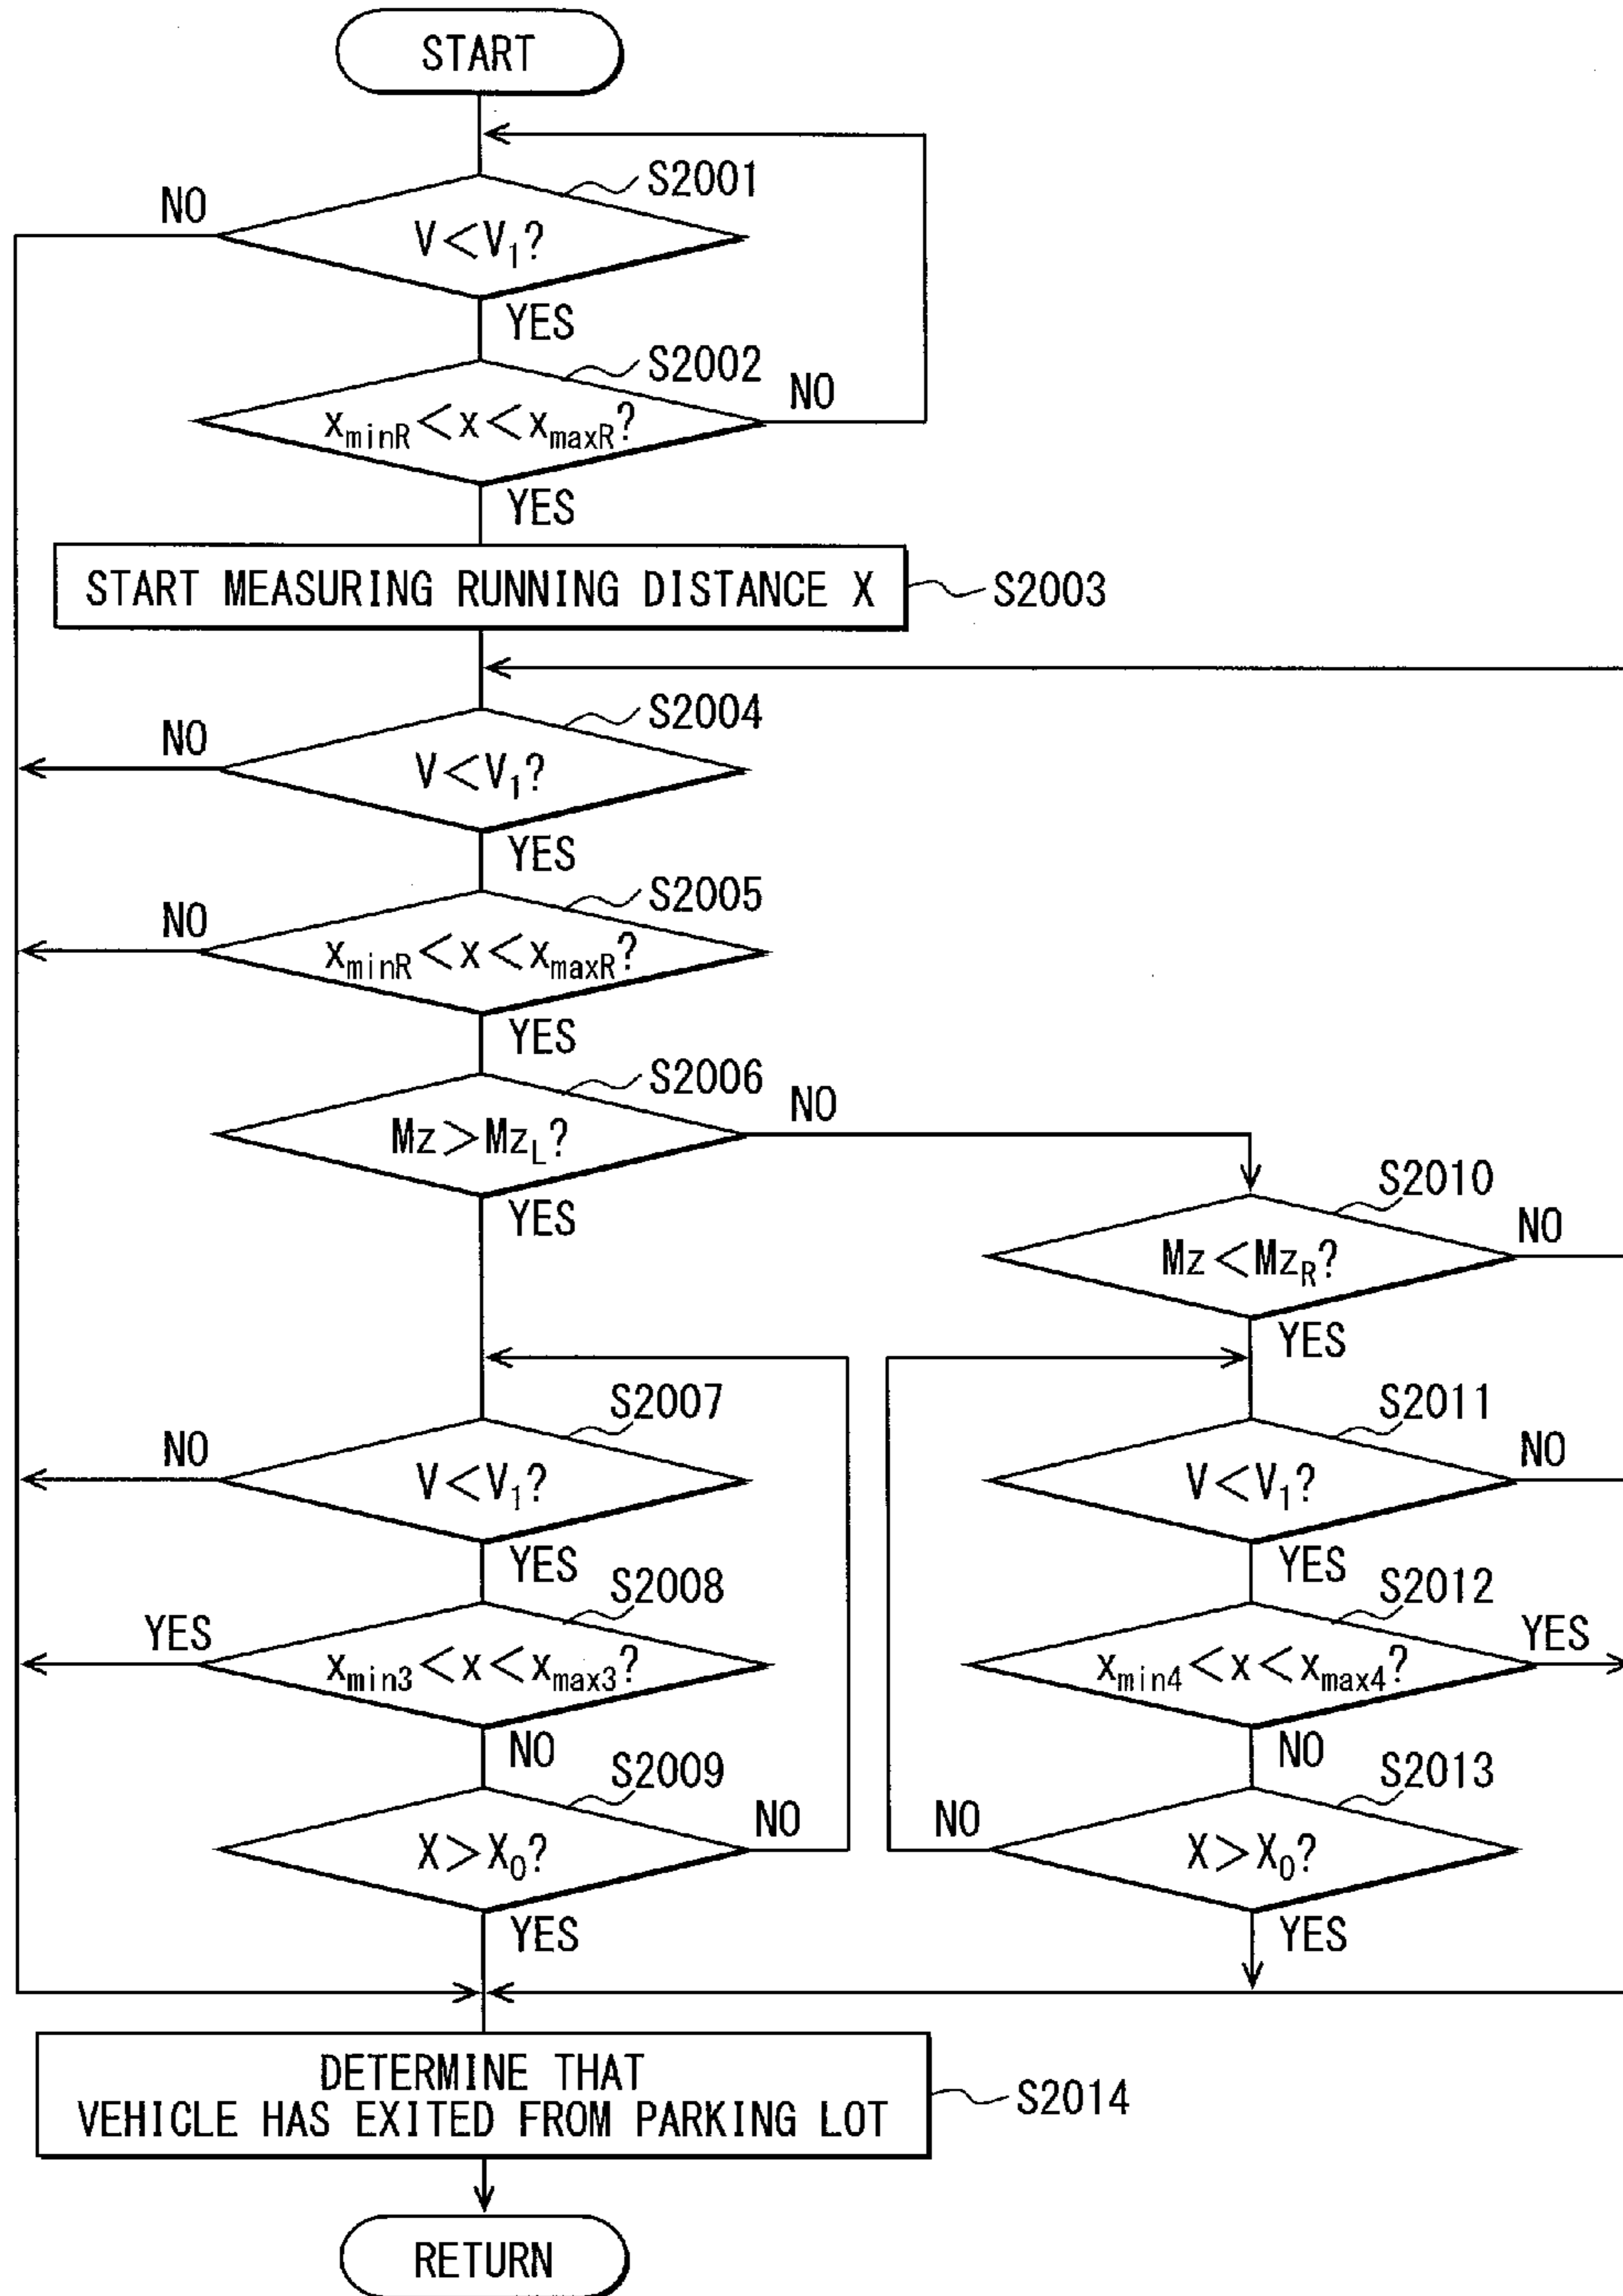 START
S2001
NO
V<V₁?
YES
S2002
NO
xminR<x<xmaxR?
YES
START MEASURING RUNNING DISTANCE X
S2003
S2004
NO
V<V₁?
YES
S2005
NO
xminR<x<xmaxR?
YES
S2006
NO
Mz>MzL?
YES
S2010
NO
Mz<MzR?
YES
S2007
NO
V<V₁?
YES
S2011
NO
V<V₁?
YES
S2008
YES
xmin3<x<xmax3?
NO
S2012
YES
xmin4<x<xmax4?
NO
S2009
NO
X>X₀?
YES
S2013
NO
X>X₀?
YES
DETERMINE THAT
VEHICLE HAS EXITED FROM PARKING LOT
S2014
RETURN